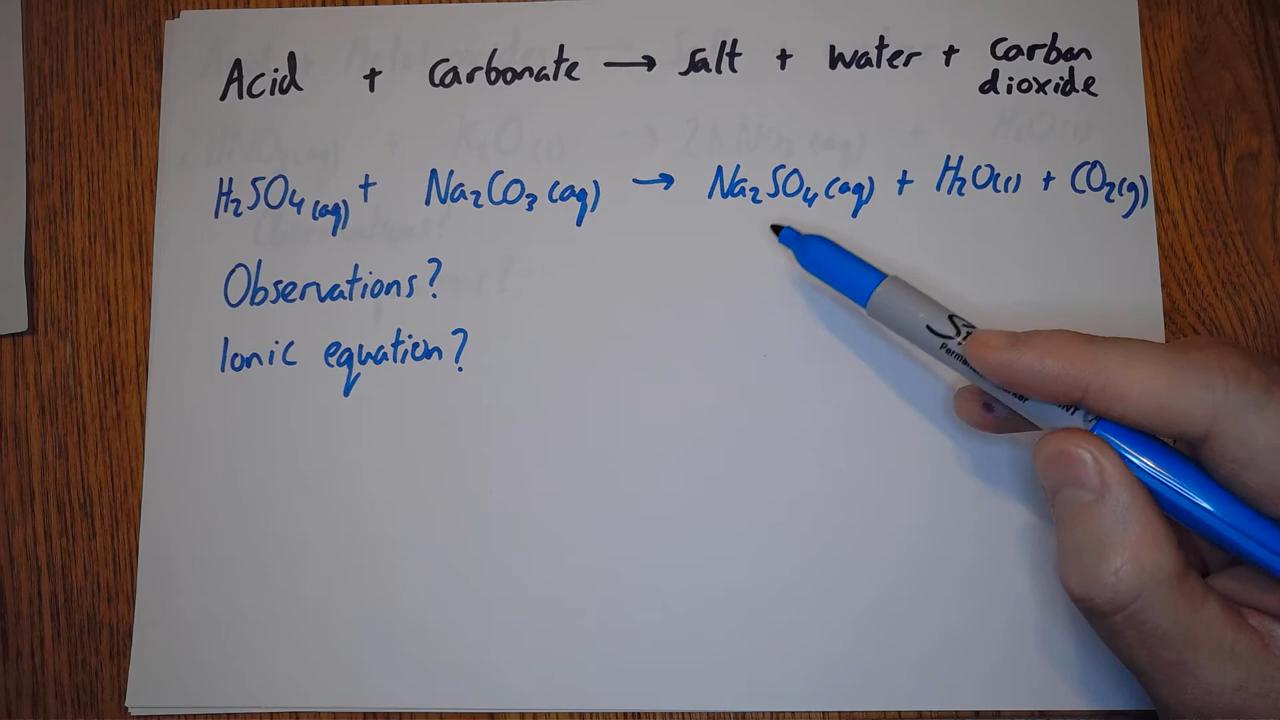 Acid + Carbonate → Salt + water + Carbon dioxide
H₂SO₄(aq) + Na₂CO₃(aq) → Na₂SO₄(aq) + H₂O(l) + CO₂(g)
Observations?
Ionic equation?